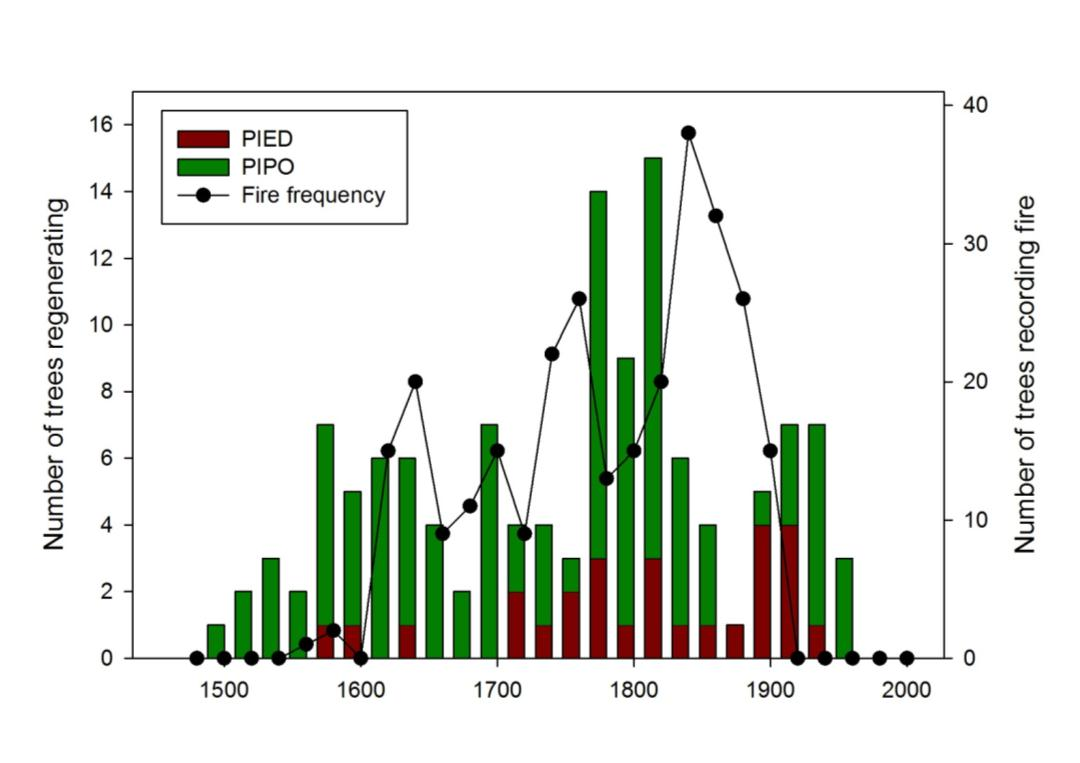 PIED
PIPO
Fire frequency
Number of trees regenerating
16
14
12
10
8
6
4
2
0
40
30
20
10
0
Number of trees recording fire
1500 1600 1700 1800 1900 2000